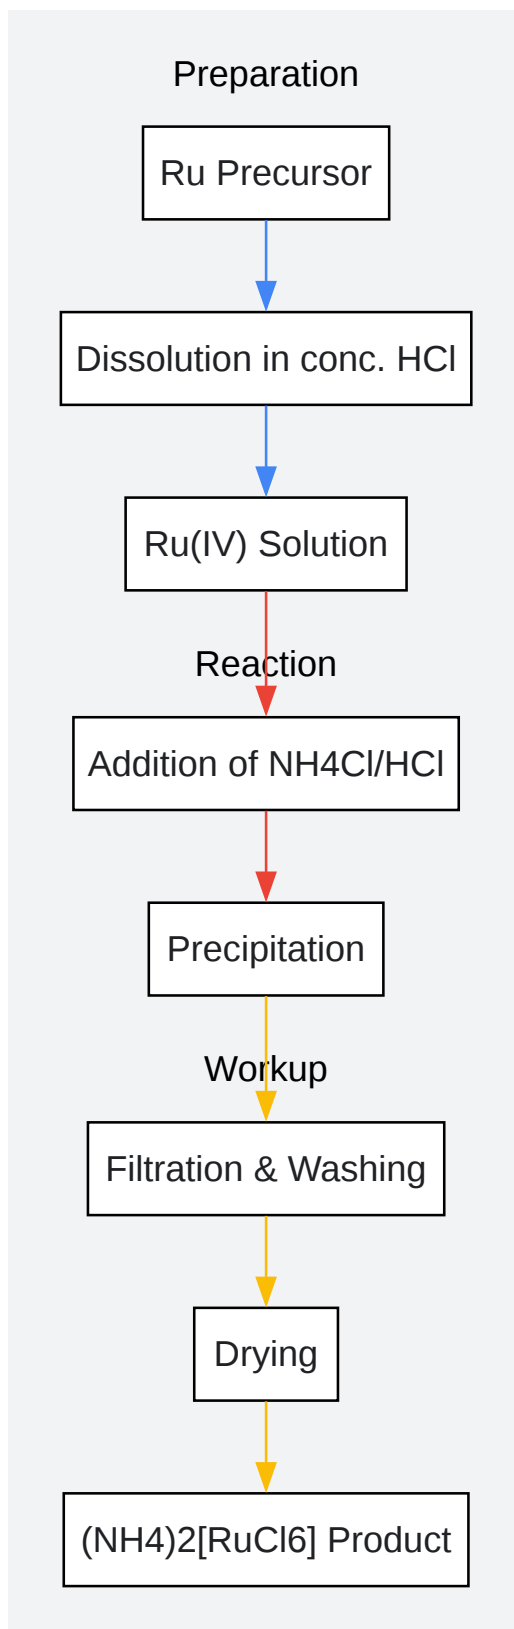 Preparation
Ru Precursor
Dissolution in conc. HCl
Ru(IV) Solution
Reaction
Addition of NH4Cl/HCl
Precipitation
Workup
Filtration & Washing
Drying
(NH4)2[RuCl6] Product